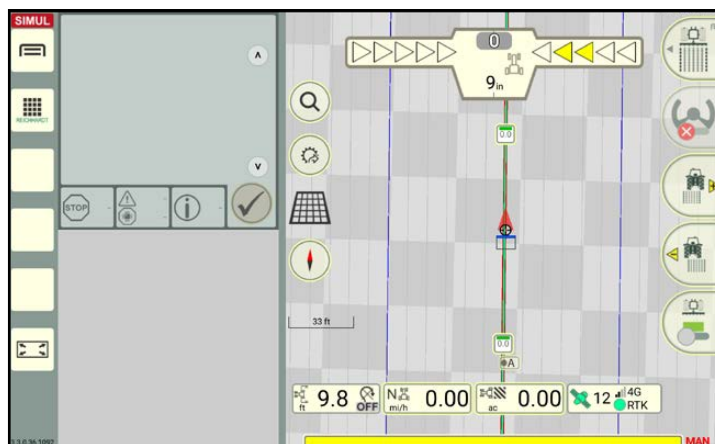 SIMUL
0
9in
REICHHARDT
0.0
STOP
i
33 ft
0.0
A
ft 9.8 OFF
N mi/h 0.00
ac 0.00
12 4G RTK
MAN